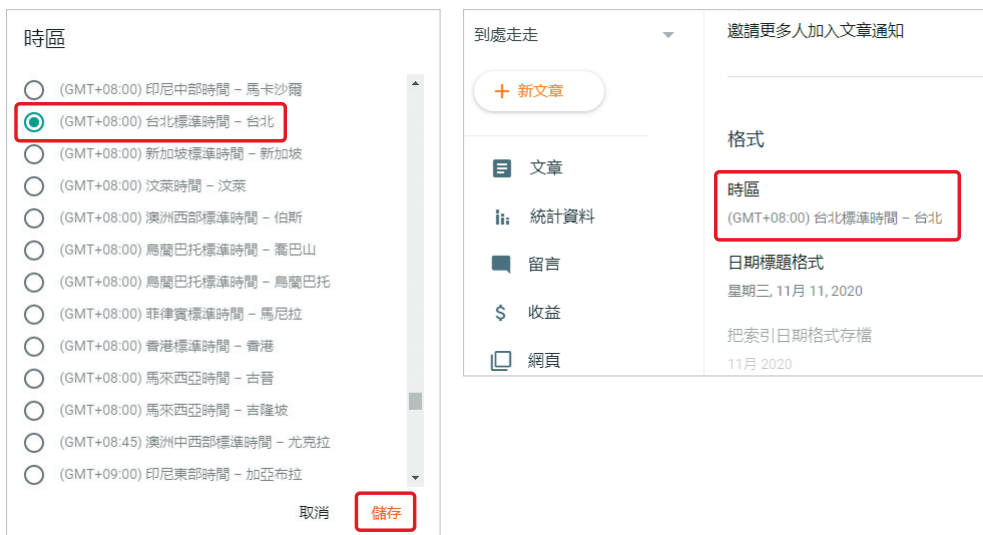 時區
(GMT+08:00) 印尼中部時間 – 馬卡沙爾
(GMT+08:00) 台北標準時間 – 台北
(GMT+08:00) 新加坡標準時間 – 新加坡
(GMT+08:00) 汶萊時間 – 汶萊
(GMT+08:00) 澳洲西部標準時間 – 伯斯
(GMT+08:00) 烏蘭巴托標準時間 – 喬巴山
(GMT+08:00) 烏蘭巴托標準時間 – 烏蘭巴托
(GMT+08:00) 菲律賓標準時間 – 馬尼拉
(GMT+08:00) 香港標準時間 – 香港
(GMT+08:00) 馬來西亞時間 – 古晉
(GMT+08:00) 馬來西亞時間 – 吉隆坡
(GMT+08:45) 澳洲中西部標準時間 – 尤克拉
(GMT+09:00) 印尼東部時間 – 加亞布拉
取消 儲存
到處走走
+ 新文章
文章
統計資料
留言
$ 收益
網頁
邀請更多人加入文章通知
格式
時區
(GMT+08:00) 台北標準時間 – 台北
日期標題格式
星期三, 11月 11, 2020
把索引日期格式存檔
11月 2020